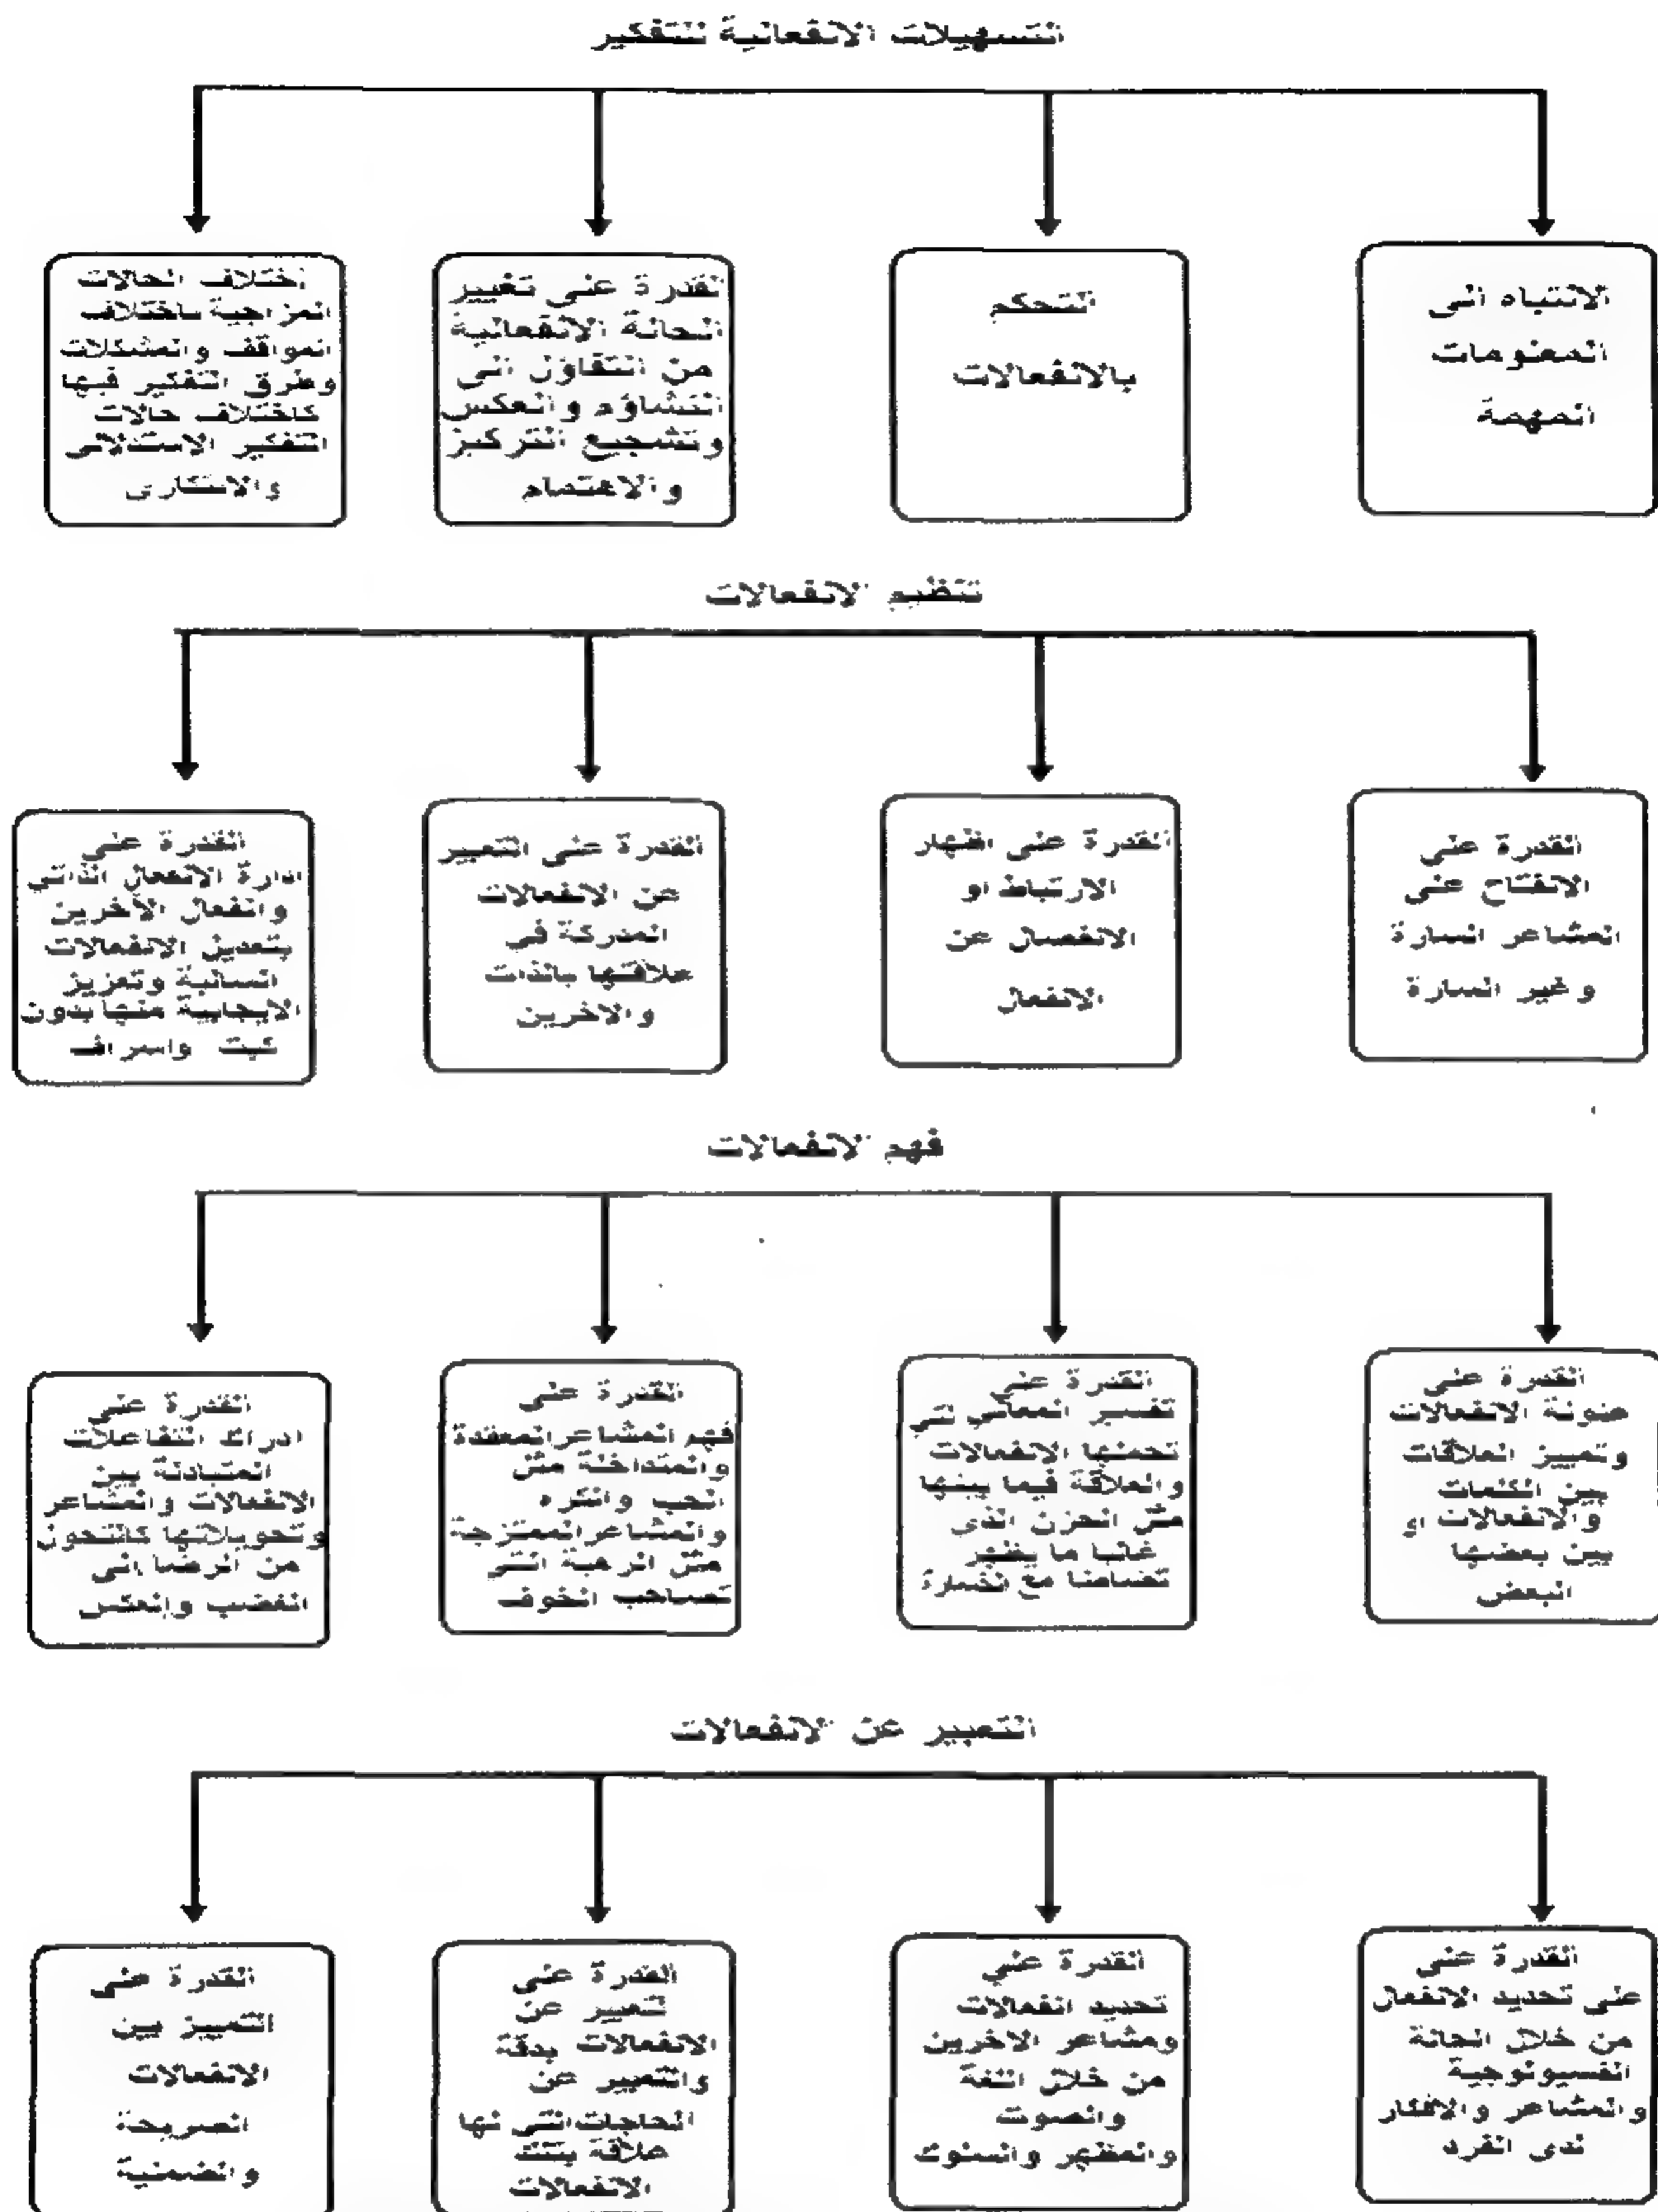 التسهيلات الانفعالية للتفكير
الانتباه الى
المعلومات
المهمة
التحكم
بالانفعالات
القدرة على تغيير
الحالة الانفعالية
من التفاؤل الى
التشاؤم والعكس
وتشجيع التركيز
والاهتمام
اختلاف الحالات
المزاجية باختلاف
المواقف والمشكلات
وطرق التفكير فيها
كاختلاف حالات
التفكير الاستدلالي
والابتكاري
تنظيم الانفعالات
القدرة على
الانفتاح على
المشاعر السارة
وغير السارة
القدرة على اظهار
الارتباط او
الانفصال عن
الانفعال
القدرة على التعبير
عن الانفعالات
المدركة في
علاقتها بالذات
والاخرين
القدرة على
ادارة الانفعال الذاتي
وانفعال الآخرين
بتعديل الانفعالات
السالبة وتعزيز
الايجابية منها بدون
كبت واسراف
فهم الانفعالات
القدرة على
عنونة الانفعالات
وتمييز العلاقات
بين الكلمات
والانفعالات او
بين بعضها
البعض
القدرة على
تفسير المعاني التي
تحملها الانفعالات
والعلاقة فيما بينها
مثل الحزن الذي
غالبا ما يظهر
تضامنا مع الخسارة
القدرة على
فهم المشاعر المعقدة
والمتداخلة مثل
الحب والكره
والمشاعر الممتزجة
مثل الرهبة التي
تصاحب الخوف
القدرة على
ادراك التفاعلات
المتبادلة بين
الانفعالات والمشاعر
وتحويلاتها كالتحول
من الرضا إلى
الغضب والعكس
التعبير عن الانفعالات
القدرة على
على تحديد الانفعال
من خلال الحالة
الفسيولوجية
والمشاعر والافكار
لدى الفرد
القدرة على
تحديد انفعالات
ومشاعر الاخرين
من خلال اللغة
والصوت
والمظهر والسلوك
القدرة على
التعبير عن
الانفعالات بدقة
والتعبير عن
الحاجات التي لها
علاقة بتلك
الانفعالات
القدرة على
التمييز بين
الانفعالات
الصريحة
والضمنية